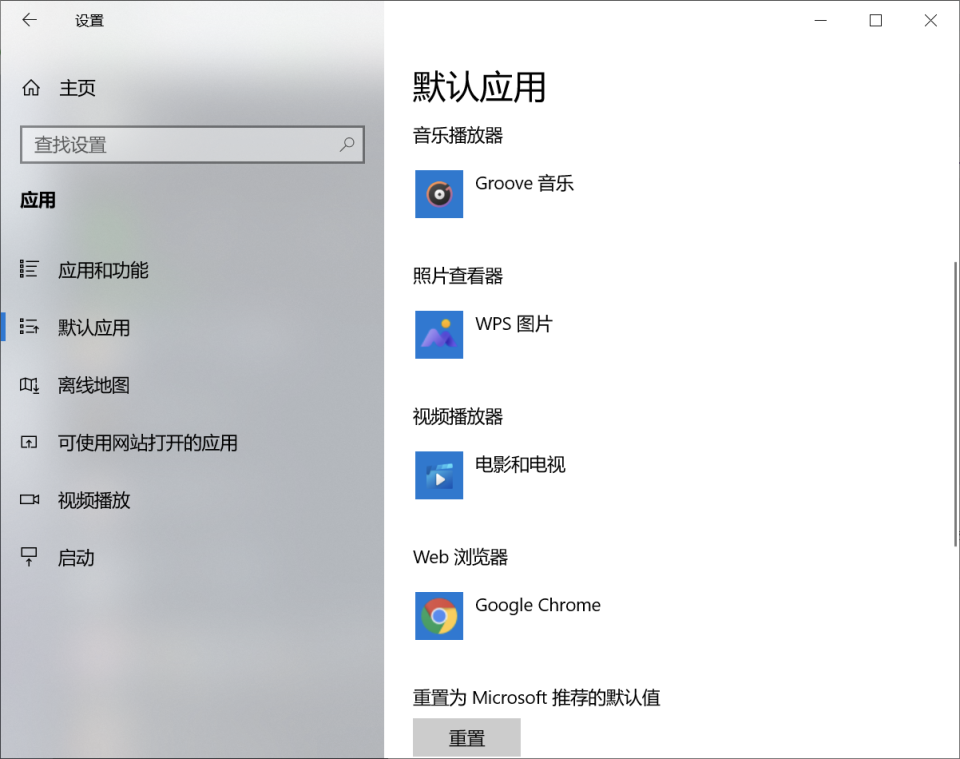 设置
主页
查找设置
应用
应用和功能
默认应用
离线地图
可使用网站打开的应用
视频播放
启动
默认应用
音乐播放器
Groove 音乐
照片查看器
WPS 图片
视频播放器
电影和电视
Web 浏览器
Google Chrome
重置为 Microsoft 推荐的默认值
重置